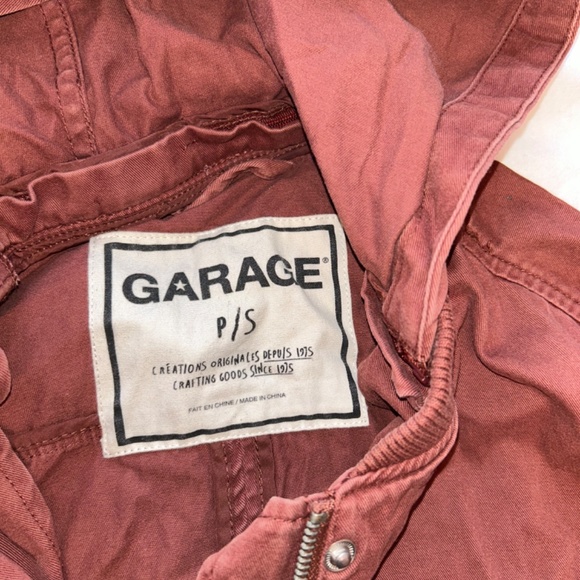 GARAGE®
P/S
CRÉATIONS ORIGINALES DEPUIS 1975
CRAFTING GOODS SINCE 1975
FAIT EN CHINE / MADE IN CHINA